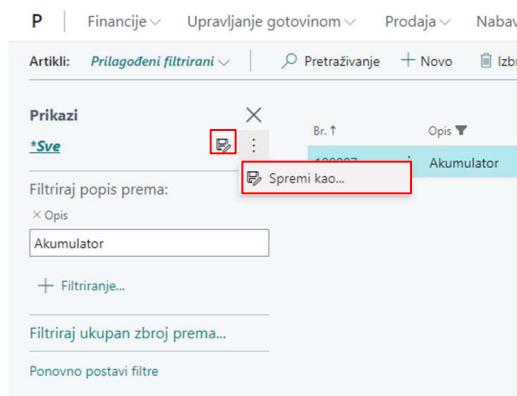 P Financije Upravljanje gotovinom Prodaja Nabav
Artikli: Prilagođeni filtrirani Pretraživanje + Novo Izbr
Prikazi
*Sve
Br. ↑ Opis
Akumulator
Spremi kao...
Filtriraj popis prema:
× Opis
Akumulator
+ Filtriranje...
Filtriraj ukupan zbroj prema...
Ponovno postavi filtre